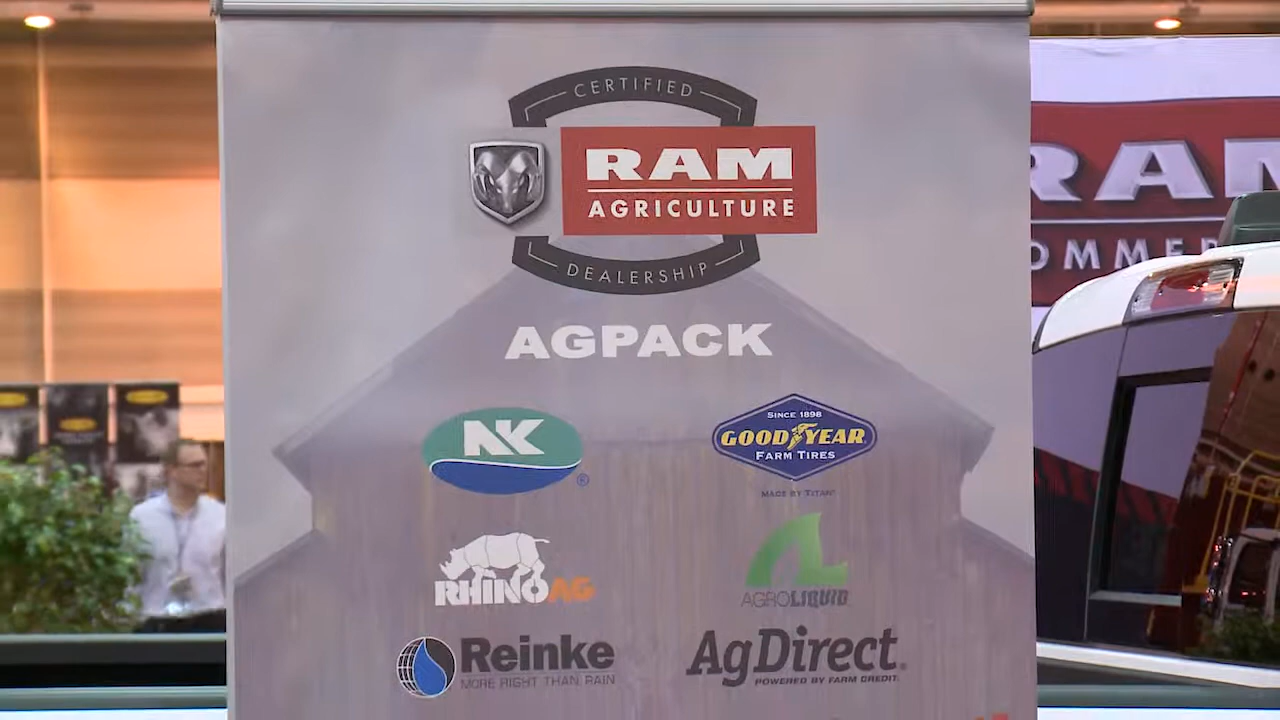 CERTIFIED
RAM
AGRICULTURE
DEALERSHIP
AGPACK
NK
®
SINCE 1898
GOODYEAR
FARM TIRES
MADE BY TITAN
RHINOAG
AGROLIQUID
Reinke
MORE RIGHT THAN RAIN
AgDirect.
POWERED BY FARM CREDIT.
RAM
OMMER